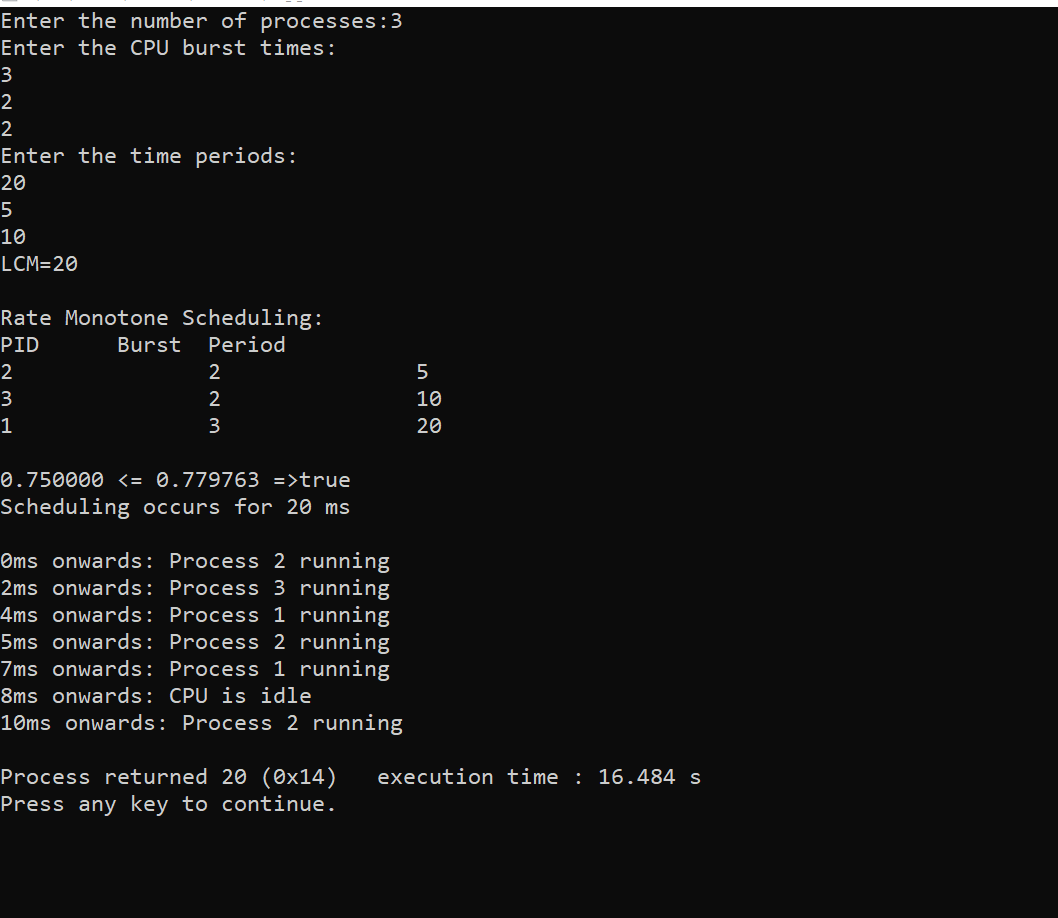 Enter the number of processes:3
Enter the CPU burst times:
3
2
2
Enter the time periods:
20
5
10
LCM=20
Rate Monotone Scheduling:
PID Burst Period
2 2 5
3 2 10
1 3 20
0.750000 <= 0.779763 =>true
Scheduling occurs for 20 ms
0ms onwards: Process 2 running
2ms onwards: Process 3 running
4ms onwards: Process 1 running
5ms onwards: Process 2 running
7ms onwards: Process 1 running
8ms onwards: CPU is idle
10ms onwards: Process 2 running
Process returned 20 (0x14) execution time : 16.484 s
Press any key to continue.